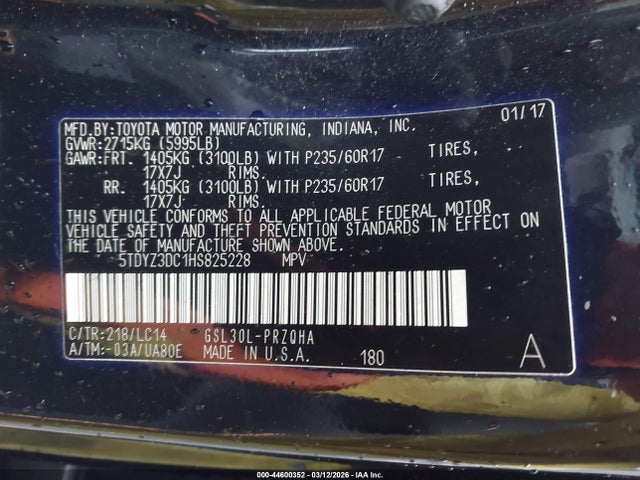 MFD.BY:TOYOTA MOTOR MANUFACTURING, INDIANA, INC. 01/17
GVWR:2715KG (5995LB)
GAWR:FRT. 1405KG (3100LB) WITH P235/60R17 TIRES,
17X7J RIMS.
RR. 1405KG (3100LB) WITH P235/60R17 TIRES,
17X7J RIMS.
THIS VEHICLE CONFORMS TO ALL APPLICABLE FEDERAL MOTOR
VEHICLE SAFETY AND THEFT PREVENTION STANDARDS IN EFFECT ON
THE DATE OF MANUFACTURE SHOWN ABOVE.
5TDYZ3DC1HS825228 MPV
C/TR:218/LC14 GSL30L-PRZQHA
A/TM:-03A/UA80E MADE IN U.S.A. 180 A
000-44600352 | 03/12/2026 | IAA Inc.